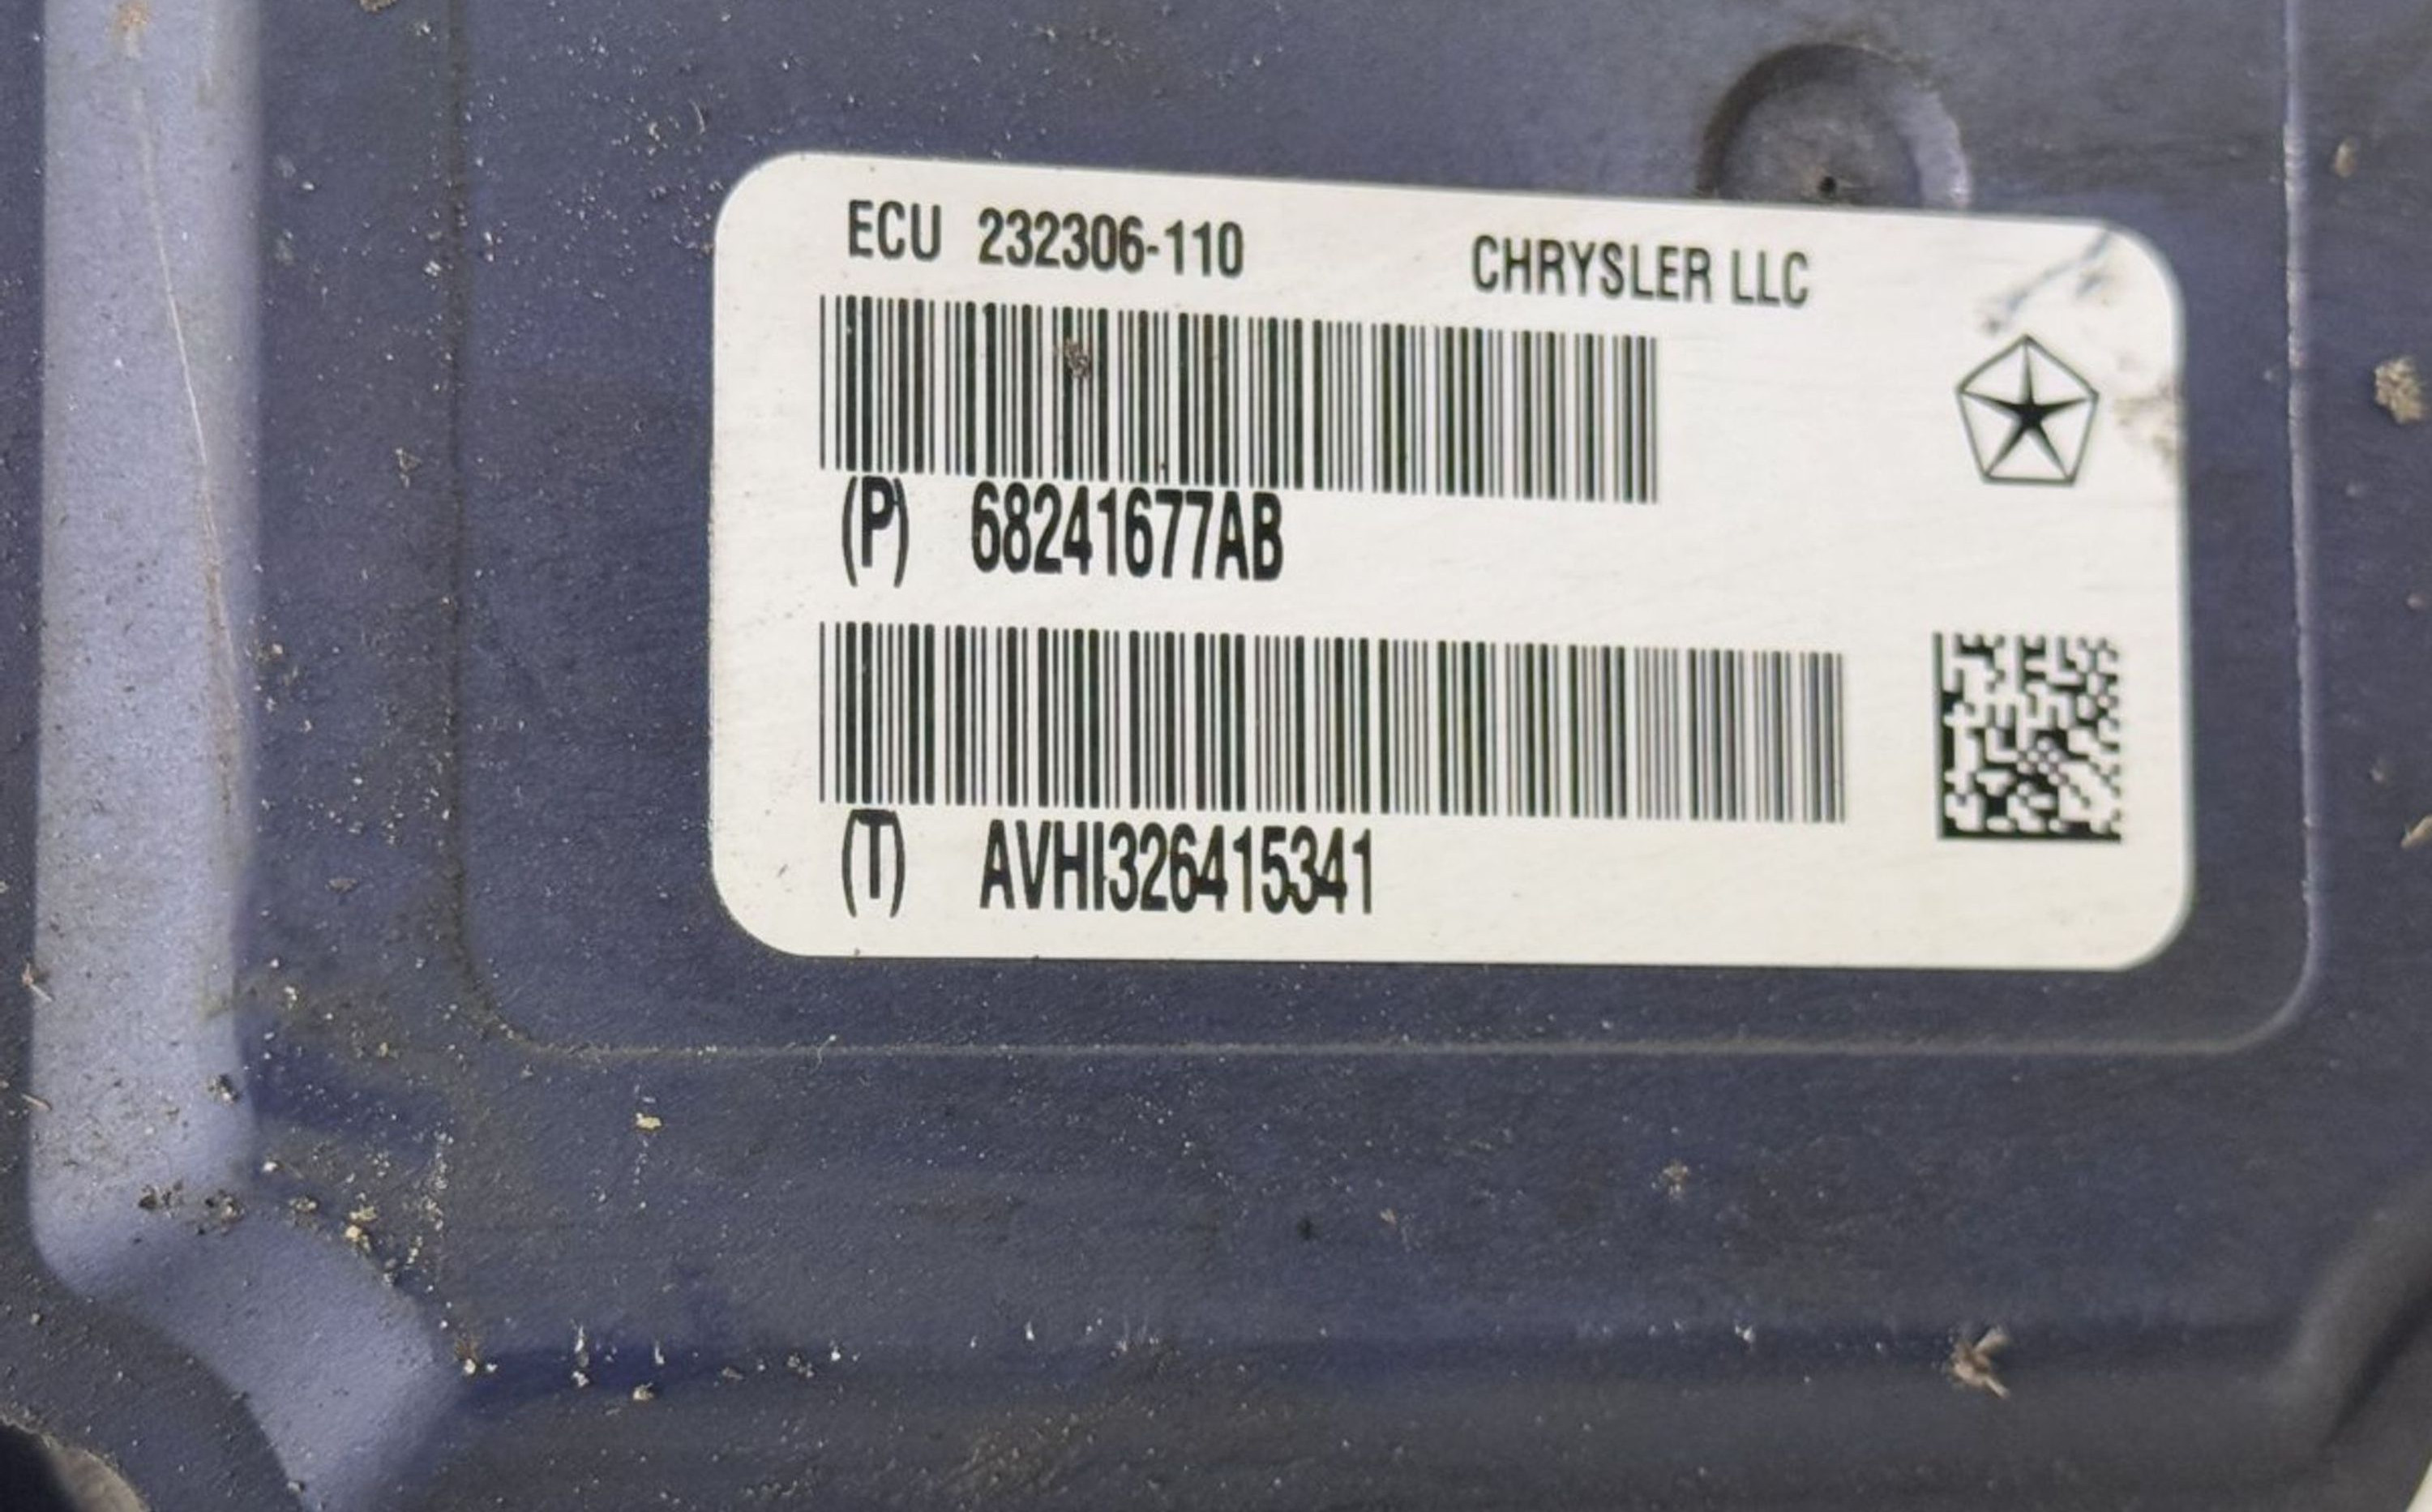 ECU 232306-110 CHRYSLER LLC
(P) 68241677AB
(T) AVHI326415341